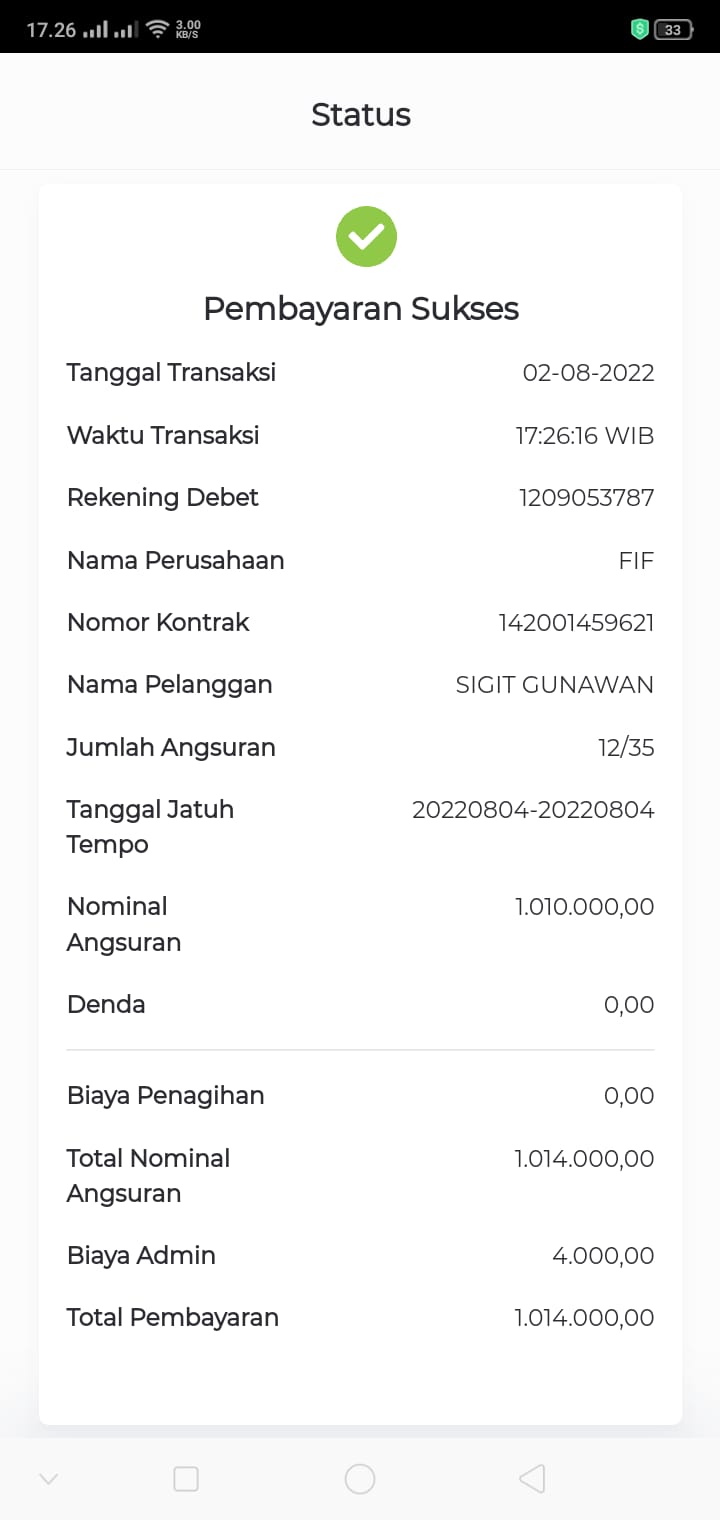 17.26 3.00 KB/S 33
Status
Pembayaran Sukses
Tanggal Transaksi 02-08-2022
Waktu Transaksi 17:26:16 WIB
Rekening Debet 1209053787
Nama Perusahaan FIF
Nomor Kontrak 142001459621
Nama Pelanggan SIGIT GUNAWAN
Jumlah Angsuran 12/35
Tanggal Jatuh 20220804-20220804
Tempo
Nominal 1.010.000,00
Angsuran
Denda 0,00
Biaya Penagihan 0,00
Total Nominal 1.014.000,00
Angsuran
Biaya Admin 4.000,00
Total Pembayaran 1.014.000,00